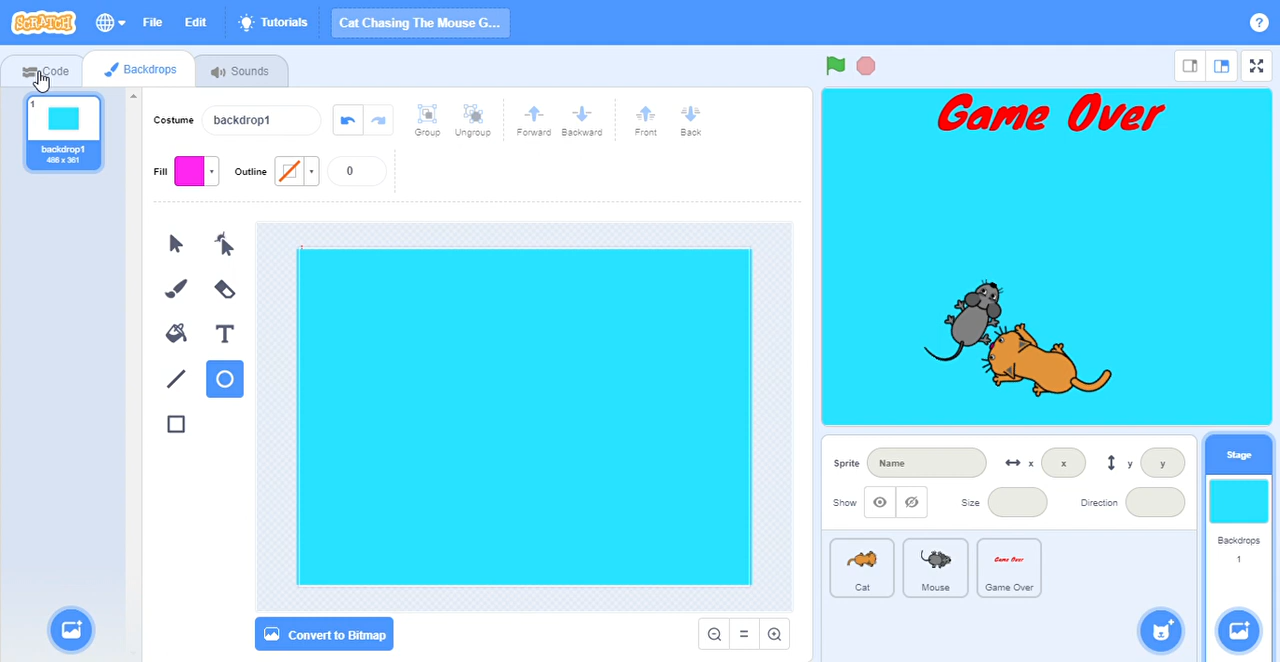 SCRATCH File Edit Tutorials Cat Chasing The Mouse G... ?
Code Backdrops Sounds
1
backdrop1
486 x 361
Costume backdrop1 Group Ungroup Forward Backward Front Back
Fill Outline 0
T
Convert to Bitmap
Game Over
Sprite Name x x y y
Show Size Direction
Cat Mouse Game Over Game Over
Stage
Backdrops
1